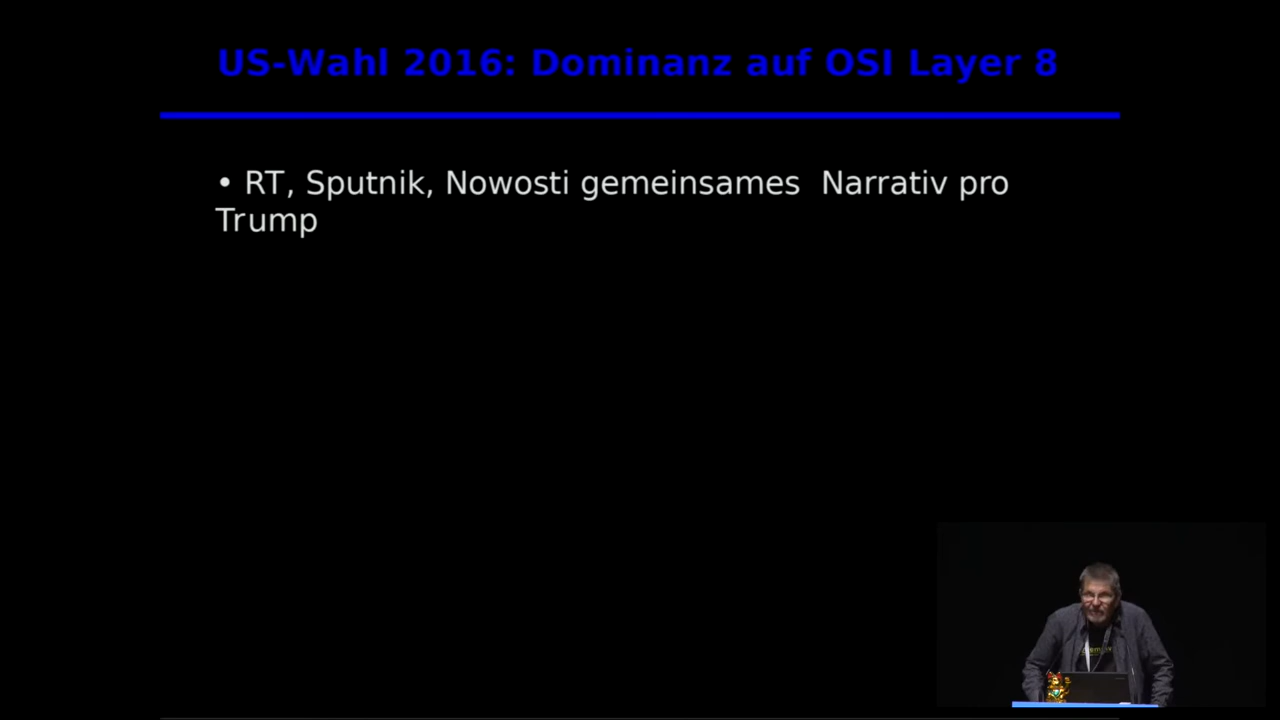 US-Wahl 2016: Dominanz auf OSI Layer 8
• RT, Sputnik, Nowosti gemeinsames  Narrativ pro
Trump